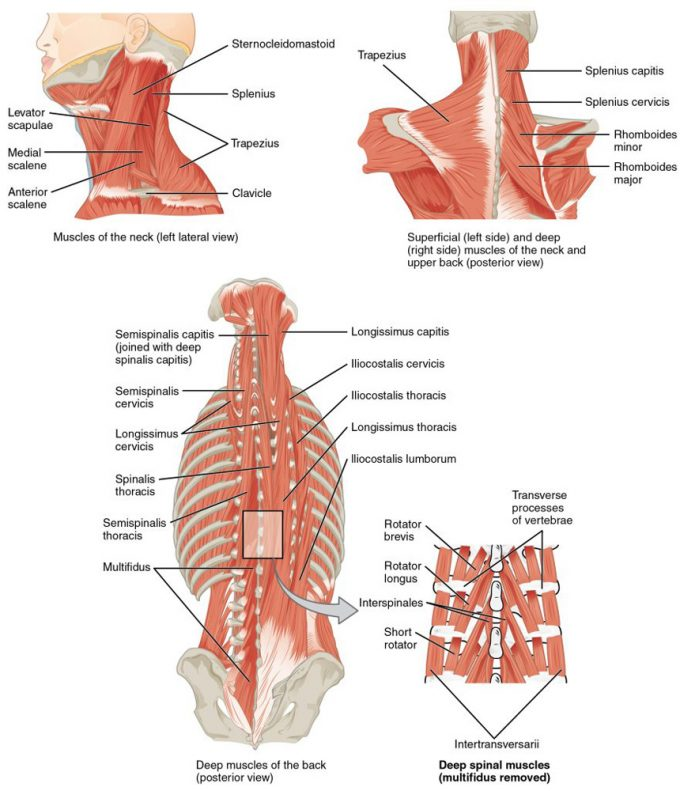 Sternocleidomastoid
Splenius
Levator
scapulae
Trapezius
Medial
scalene
Anterior
scalene
Clavicle
Muscles of the neck (left lateral view)
Trapezius
Splenius capitis
Splenius cervicis
Rhomboides
minor
Rhomboides
major
Superficial (left side) and deep
(right side) muscles of the neck and
upper back (posterior view)
Semispinalis capitis
(joined with deep
spinalis capitis)
Semispinalis
cervicis
Longissimus
cervicis
Spinalis
thoracis
Semispinalis
thoracis
Multifidus
Longissimus capitis
Iliocostalis cervicis
Iliocostalis thoracis
Longissimus thoracis
Iliocostalis lumborum
Deep muscles of the back
(posterior view)
Transverse
processes
of vertebrae
Rotator
brevis
Rotator
longus
Interspinales
Short
rotator
Intertransversarii
Deep spinal muscles
(multifidus removed)